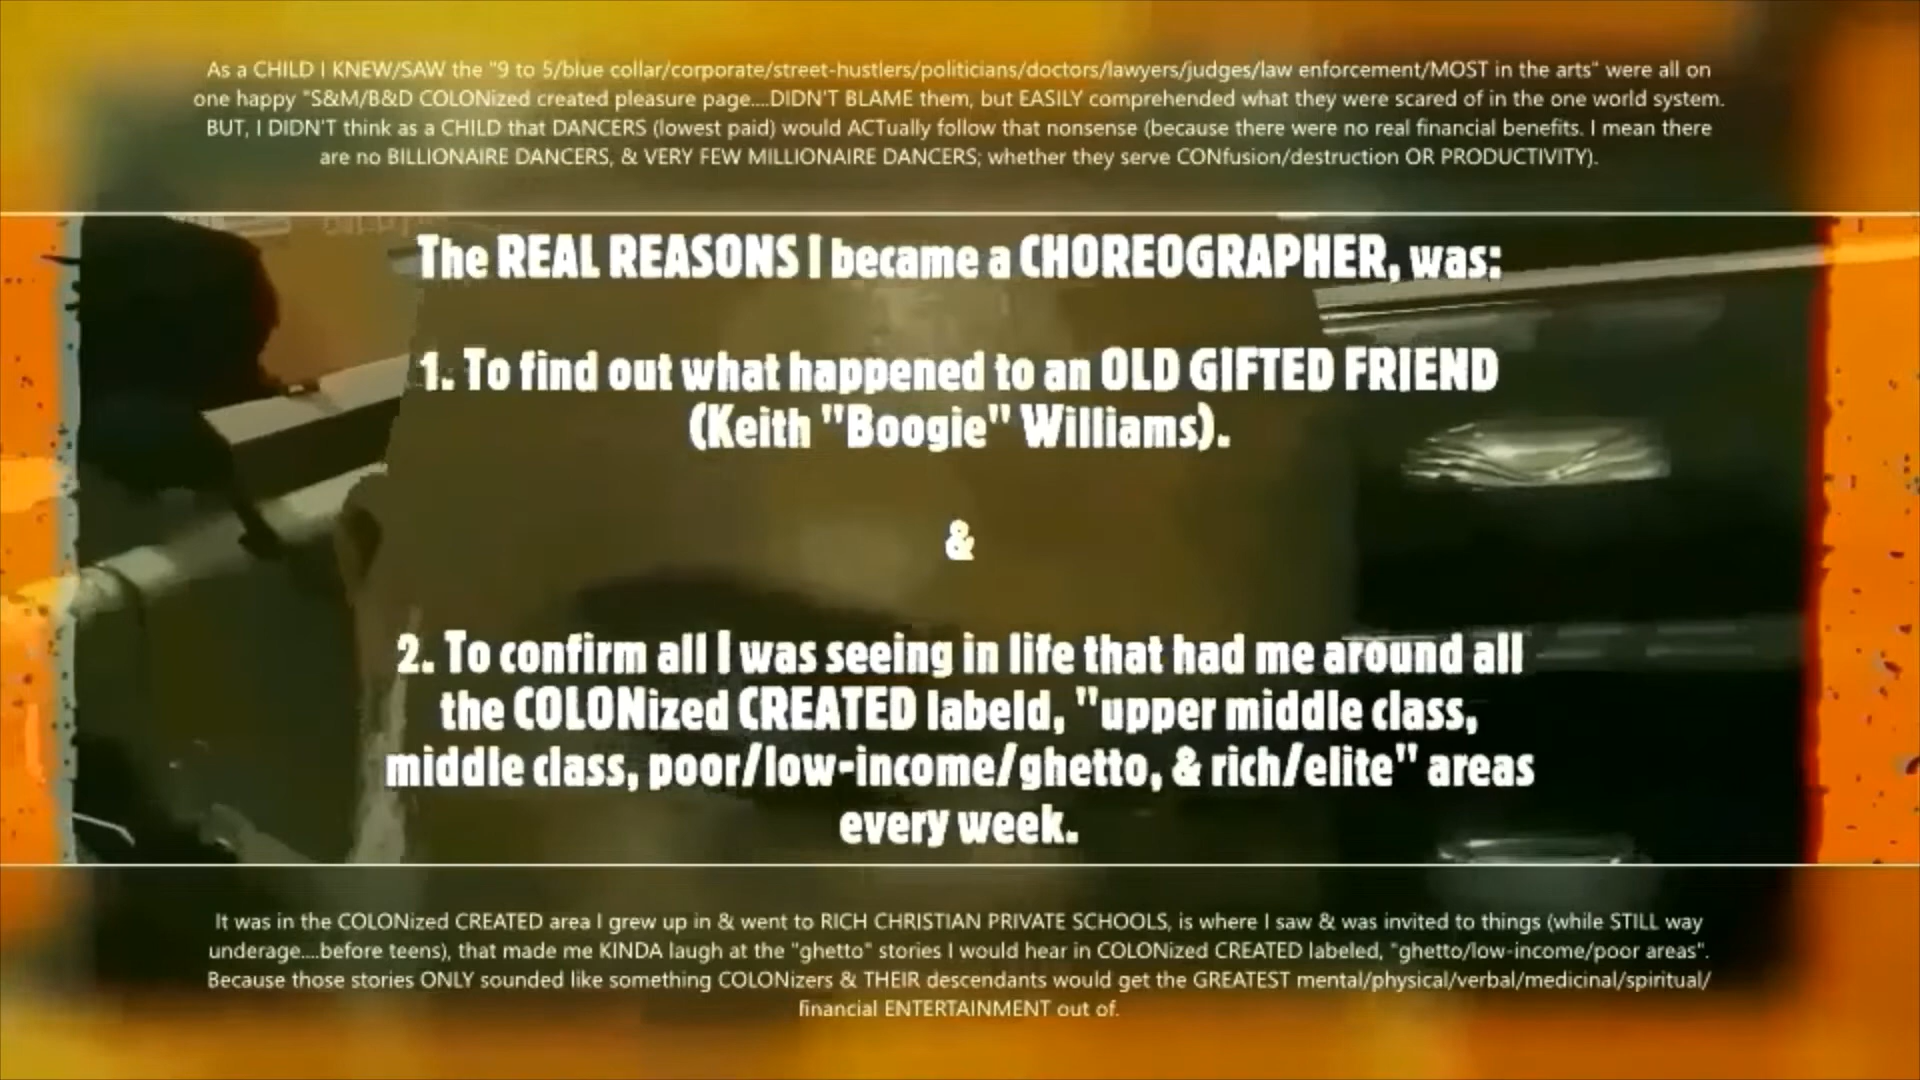 As a CHILD I KNEW/SAW the "9 to 5/blue collar/corporate/street-hustlers/politicians/doctors/lawyers/judges/law enforcement/MOST in the arts" were all on
one happy "S&M/B&D COLONized created pleasure page....DIDN'T BLAME them, but EASILY comprehended what they were scared of in the one world system.
BUT, I DIDN'T think as a CHILD that DANCERS (lowest paid) would ACTually follow that nonsense (because there were no real financial benefits. I mean there
are no BILLIONAIRE DANCERS, & VERY FEW MILLIONAIRE DANCERS; whether they serve CONfusion/destruction OR PRODUCTIVITY).
The REAL REASONS I became a CHOREOGRAPHER, was:
1. To find out what happened to an OLD GIFTED FRIEND
(Keith "Boogie" Williams).
&
2. To confirm all I was seeing in life that had me around all
the COLONized CREATED labeld, "upper middle class,
middle class, poor/low-income/ghetto, & rich/elite" areas
every week.
It was in the COLONized CREATED area I grew up in & went to RICH CHRISTIAN PRIVATE SCHOOLS, is where I saw & was invited to things (while STILL way
underage....before teens), that made me KINDA laugh at the "ghetto" stories I would hear in COLONized CREATED labeled, "ghetto/low-income/poor areas".
Because those stories ONLY sounded like something COLONizers & THEIR descendants would get the GREATEST mental/physical/verbal/medicinal/spiritual/
financial ENTERTAINMENT out of.